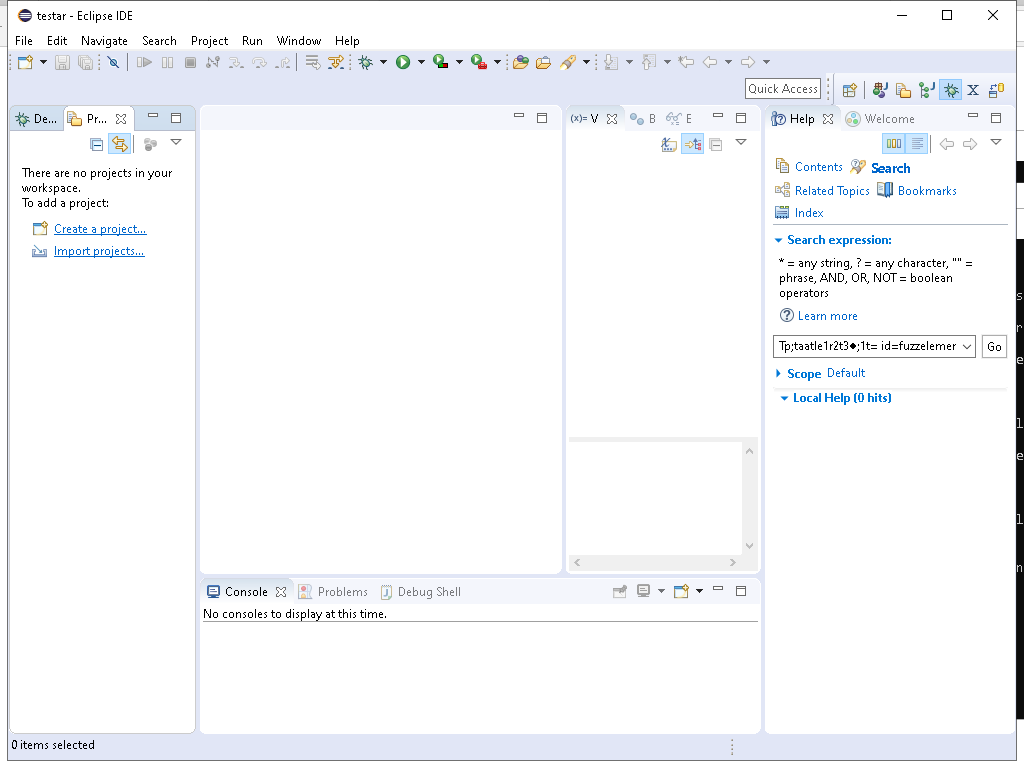 testar - Eclipse IDE
File Edit Navigate Search Project Run Window Help
Quick Access
De... Pr...
There are no projects in your
workspace.
To add a project:
Create a project...
Import projects...
(x)= V B E
Help Welcome
Contents Search
Related Topics Bookmarks
Index
Search expression:
* = any string, ? = any character, "" =
phrase, AND, OR, NOT = boolean
operators
Learn more
Tp;taatle1r2t3◆;1t= id=fuzzelemer Go
Scope Default
Local Help (0 hits)
Console Problems Debug Shell
No consoles to display at this time.
0 items selected